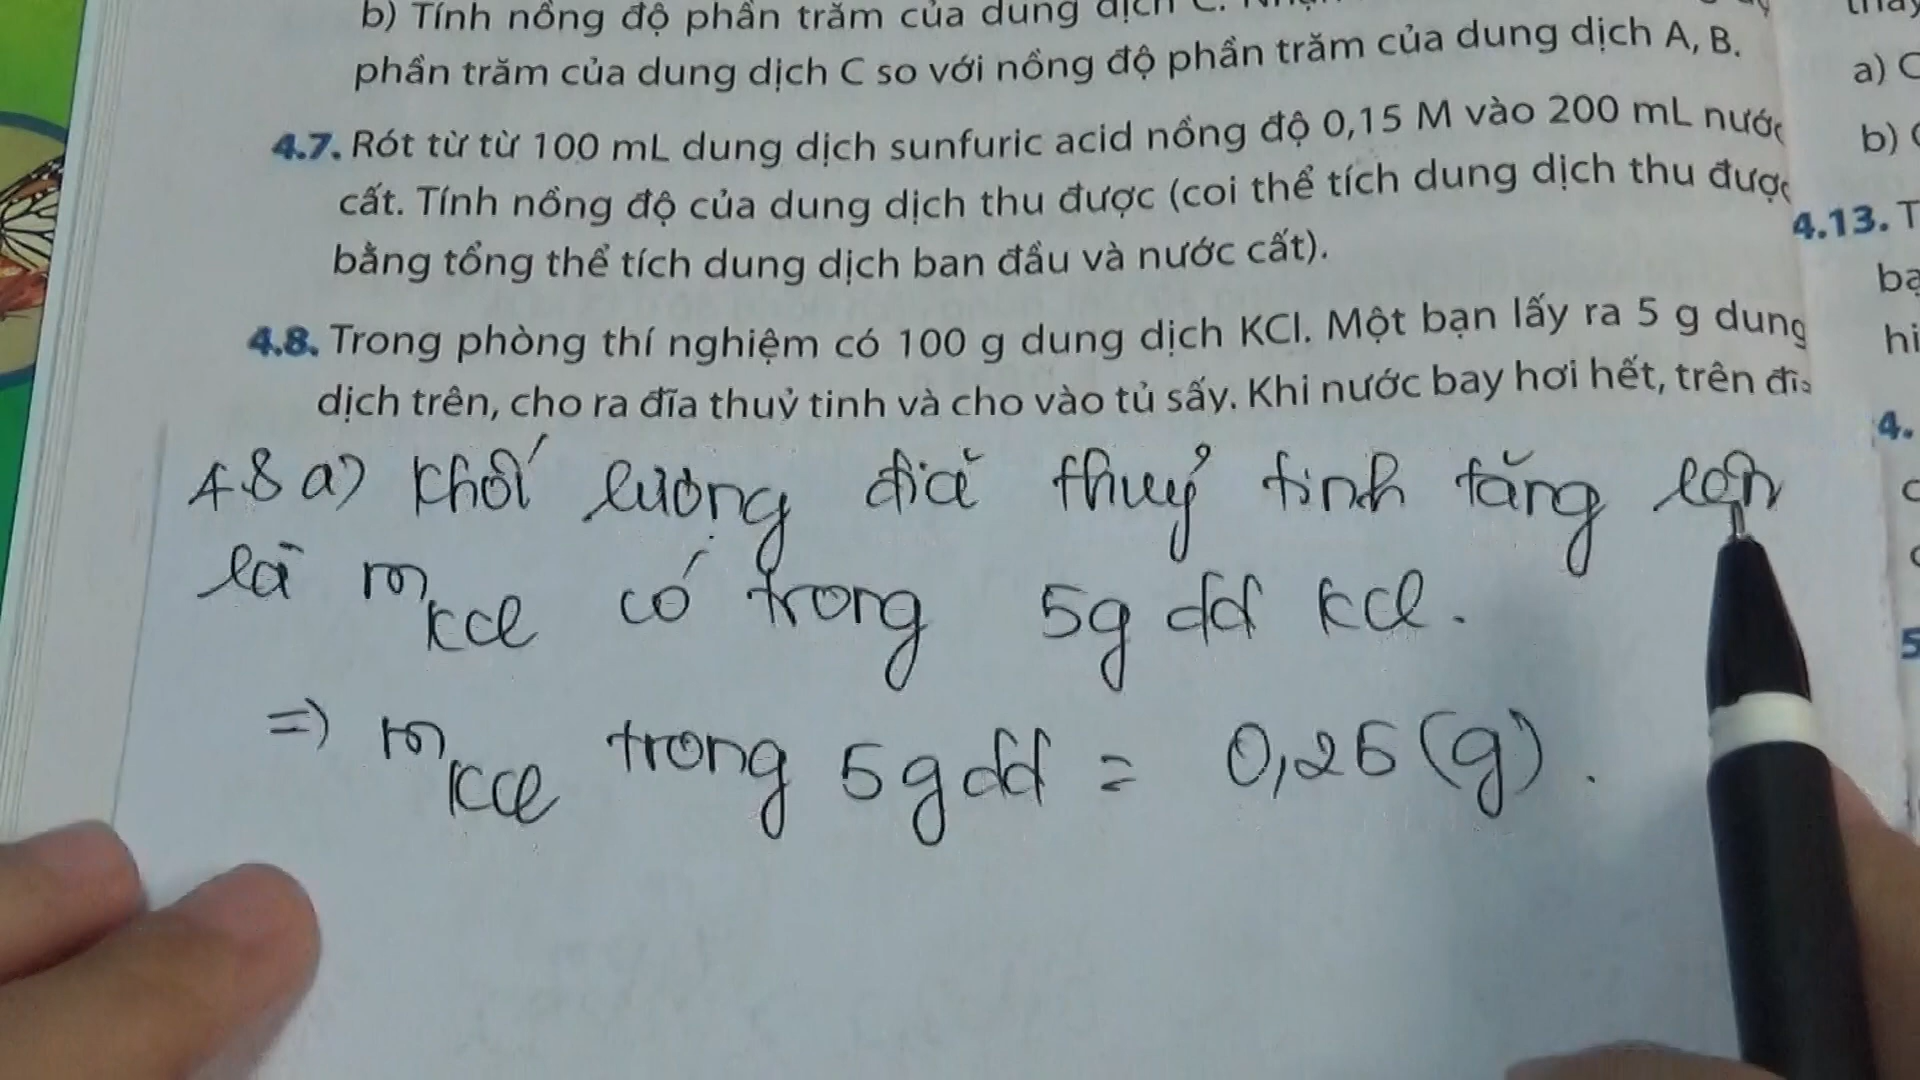 b) Tính nồng độ phần trăm của dung dịch C.
phần trăm của dung dịch C so với nồng độ phần trăm của dung dịch A, B.
4.7. Rót từ từ 100 mL dung dịch sunfuric acid nồng độ 0,15 M vào 200 mL nước
cất. Tính nồng độ của dung dịch thu được (coi thể tích dung dịch thu được
bằng tổng thể tích dung dịch ban đầu và nước cất).
4.8. Trong phòng thí nghiệm có 100 g dung dịch KCl. Một bạn lấy ra 5 g dung
dịch trên, cho ra đĩa thuỷ tinh và cho vào tủ sấy. Khi nước bay hơi hết, trên đĩa
4.8 a) Khối lượng đĩa thuỷ tinh tăng lên
là m KCl có trong 5g dd KCl.
=) m KCl trong 5g dd = 0,25 (g).
a)
b)
4.13.
4.
5